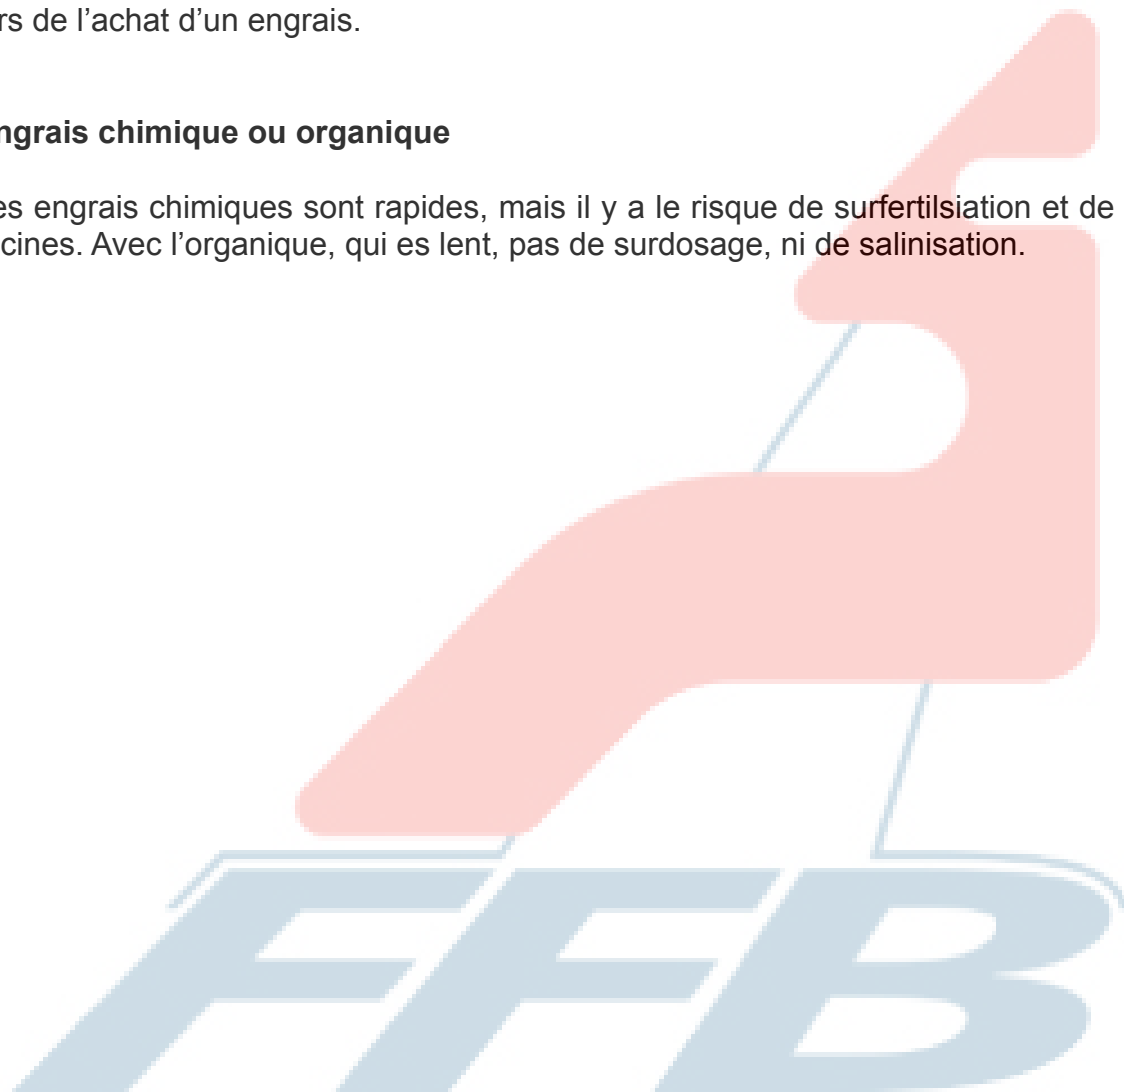 rs de l’achat d’un engrais.
ngrais chimique ou organique
es engrais chimiques sont rapides, mais il y a le risque de surfertilsiation et de
cines. Avec l’organique, qui es lent, pas de surdosage, ni de salinisation.
FFB